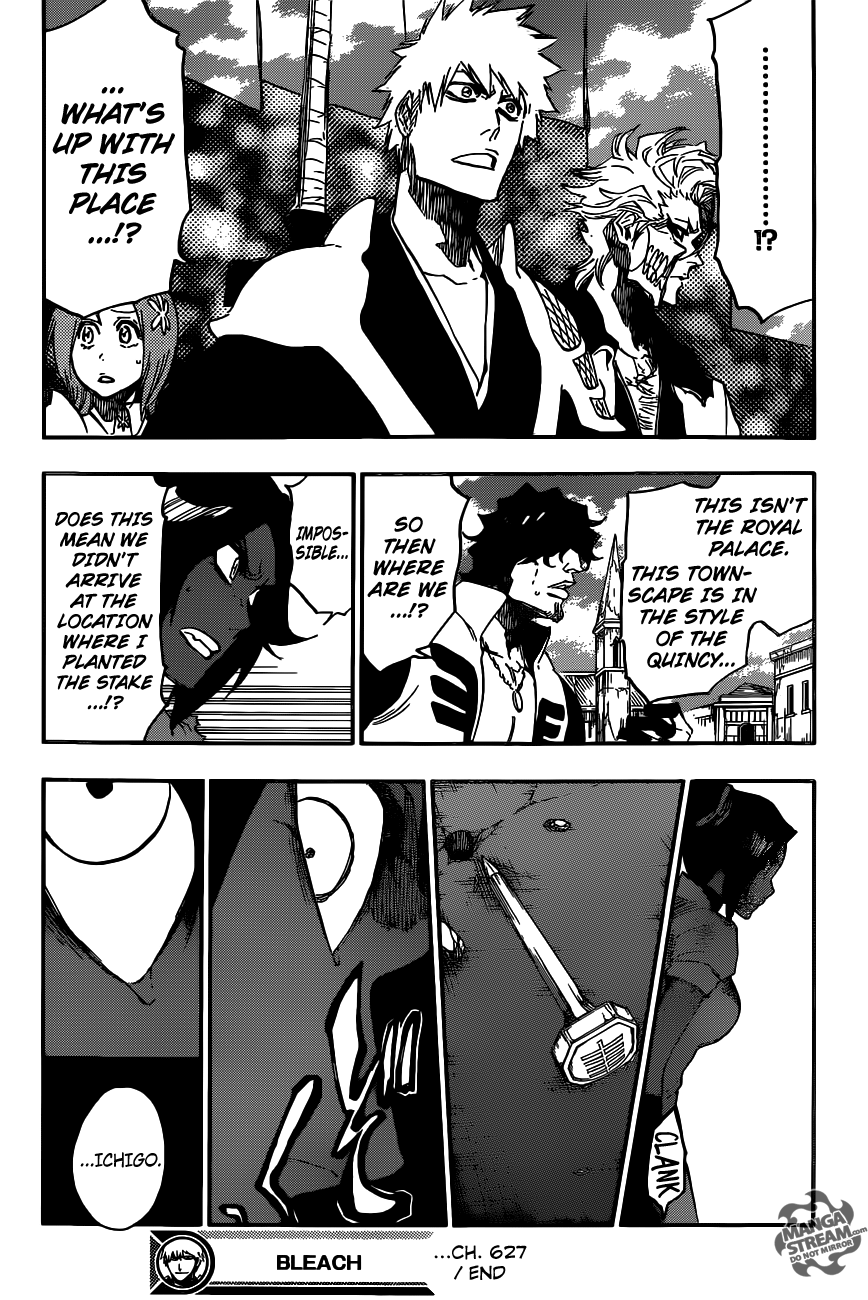 ..................!?
...
WHAT'S
UP WITH
THIS
PLACE
...!?
THIS ISN'T
THE ROYAL
PALACE.
THIS TOWN-
SCAPE IS IN
THE STYLE
OF THE
QUINCY...
SO
THEN
WHERE
ARE WE
...!?
IMPOS-
SIBLE...
DOES THIS
MEAN WE
DIDN'T
ARRIVE
AT THE
LOCATION
WHERE I
PLANTED
THE STAKE
...!?
CLANK
...ICHIGO.
BLEACH
...CH. 627
/ END
MANGA
STREAM.com
DO NOT MIRROR!